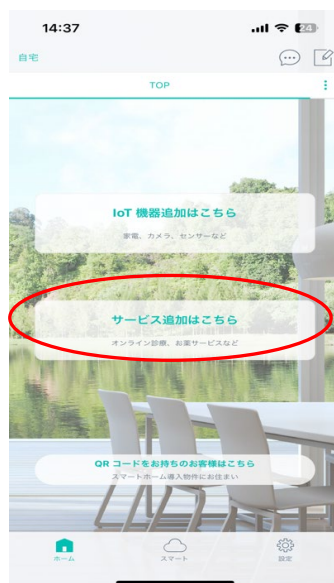 14:37
24
自宅
TOP
IoT 機器追加はこちら
家電、カメラ、センサーなど
サービス追加はこちら
オンライン診療、お薬サービスなど
QR コードをお持ちのお客様はこちら
スマートホーム導入物件にお住まい
ホーム
スマート
設定